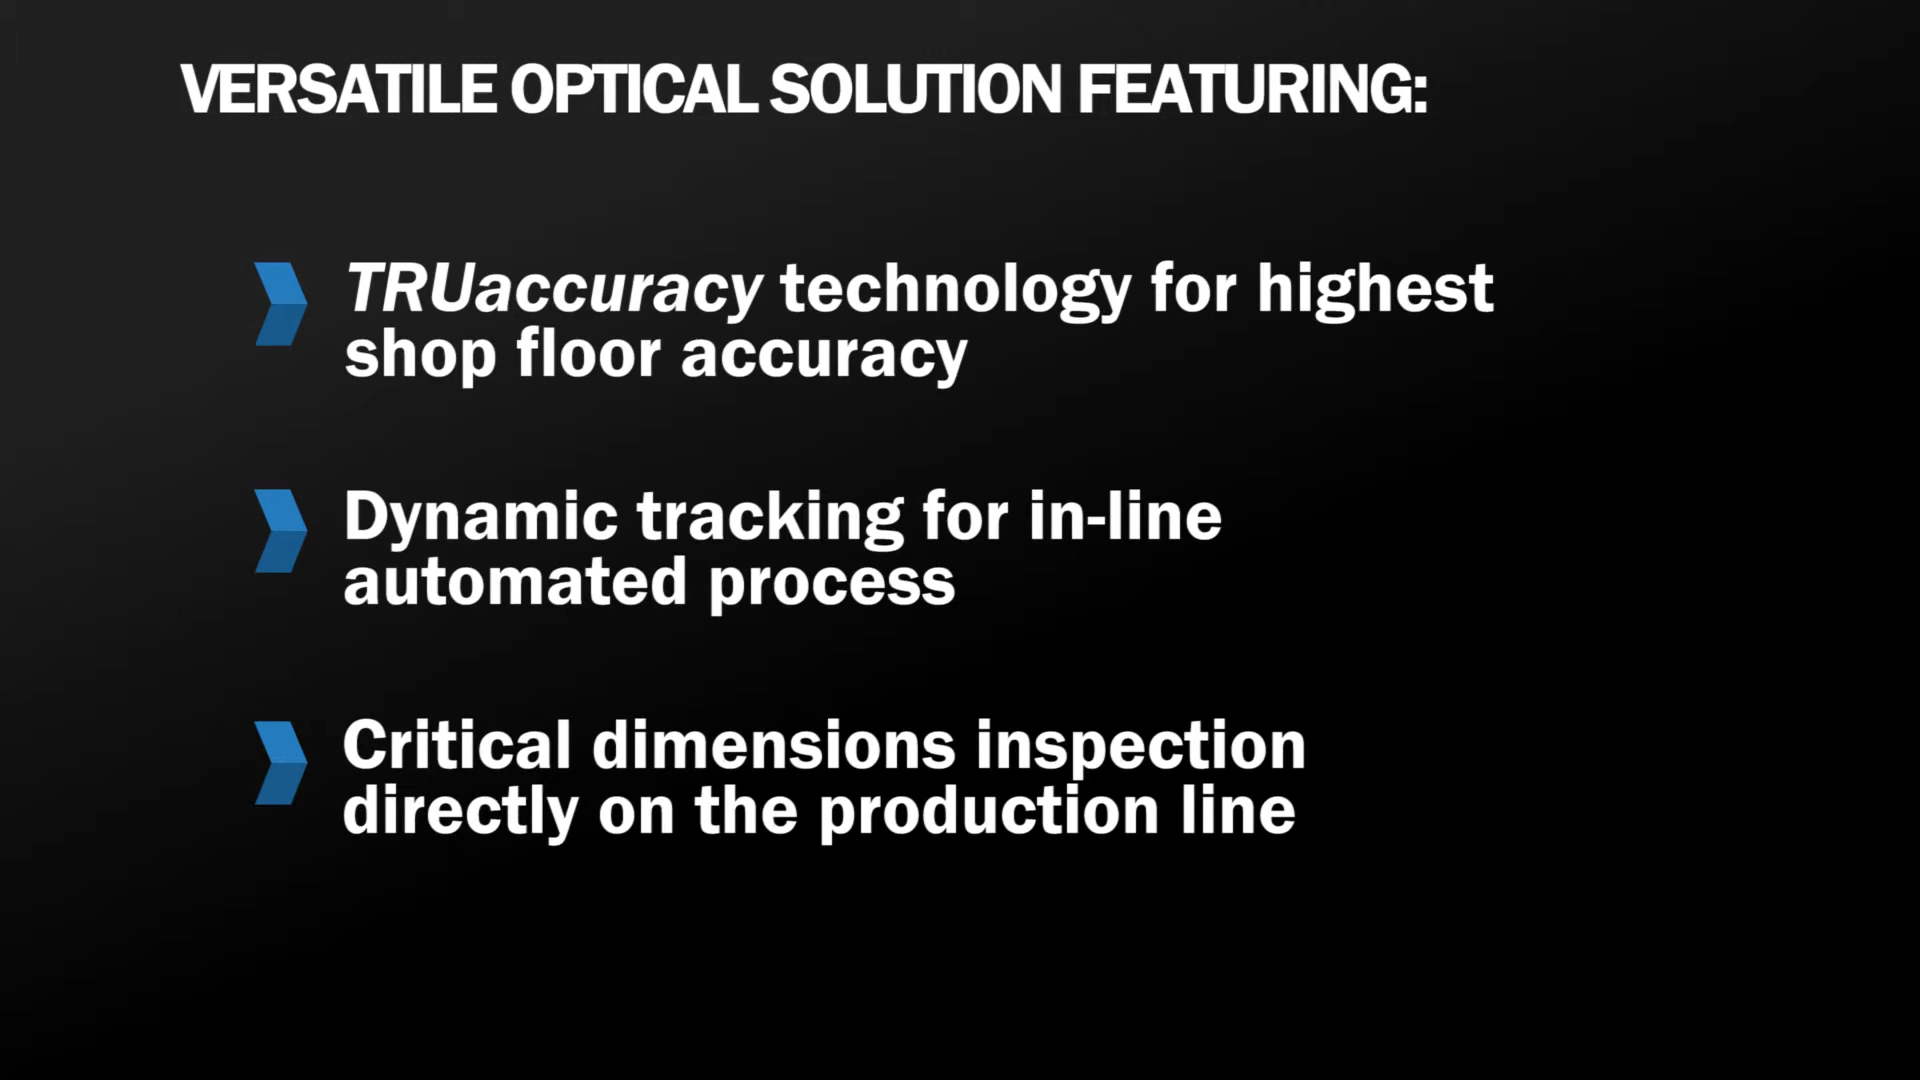 VERSATILE OPTICAL SOLUTION FEATURING:
TRUaccuracy technology for highest
shop floor accuracy
Dynamic tracking for in-line
automated process
Critical dimensions inspection
directly on the production line